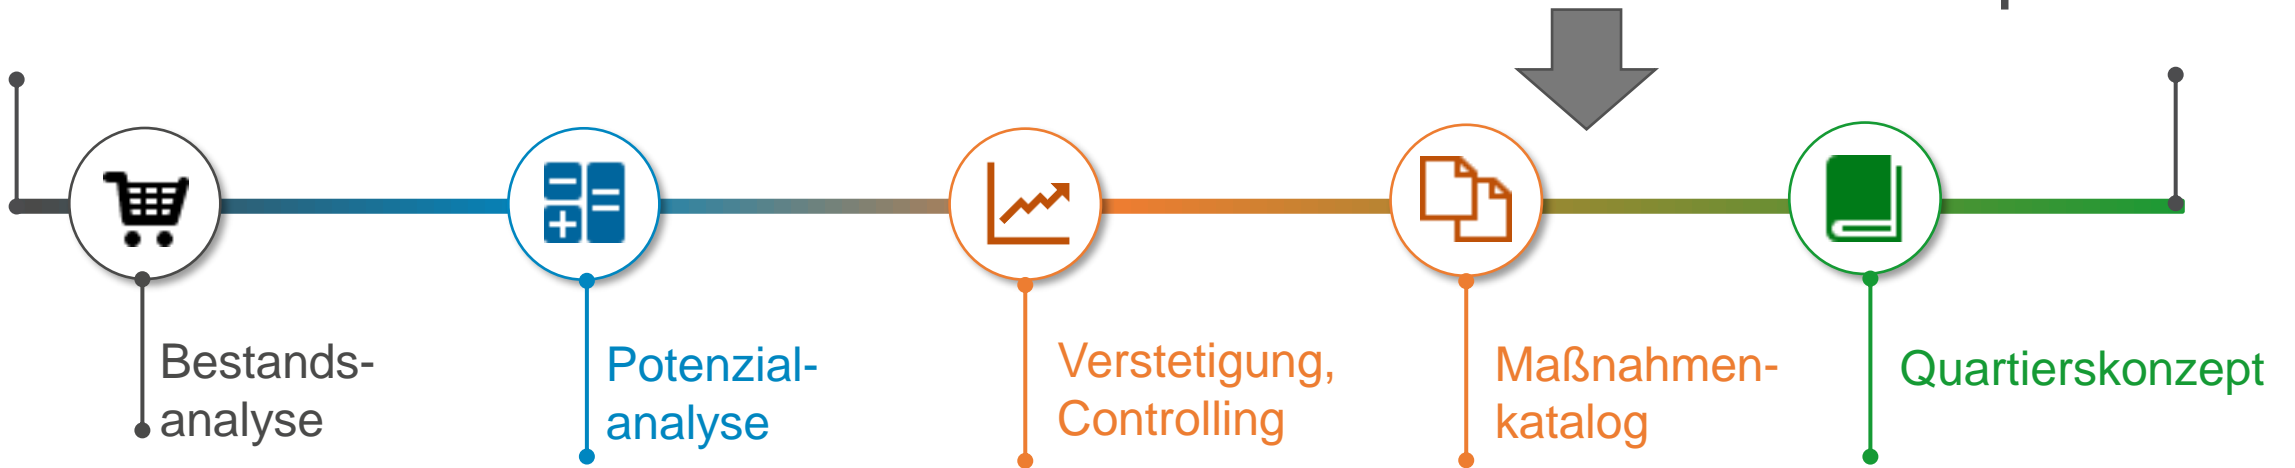 Bestands-
analyse
Potenzial-
analyse
Verstetigung,
Controlling
Maßnahmen-
katalog
Quartierskonzept